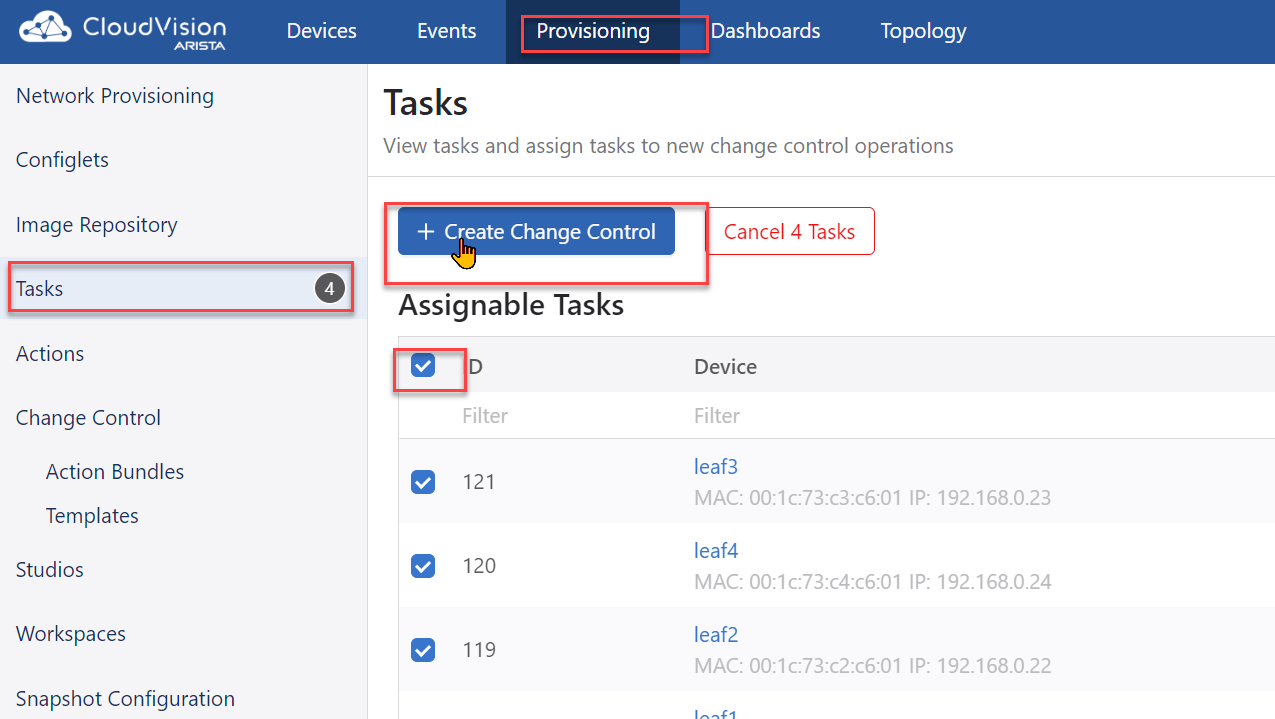 CloudVision
ARISTA
Devices Events Provisioning Dashboards Topology
Network Provisioning
Configlets
Image Repository
Tasks 4
Actions
Change Control
Action Bundles
Templates
Studios
Workspaces
Snapshot Configuration
Tasks
View tasks and assign tasks to new change control operations
+ Create Change Control Cancel 4 Tasks
Assignable Tasks
D Device
Filter Filter
121 leaf3
MAC: 00:1c:73:c3:c6:01 IP: 192.168.0.23
120 leaf4
MAC: 00:1c:73:c4:c6:01 IP: 192.168.0.24
119 leaf2
MAC: 00:1c:73:c2:c6:01 IP: 192.168.0.22
leaf1